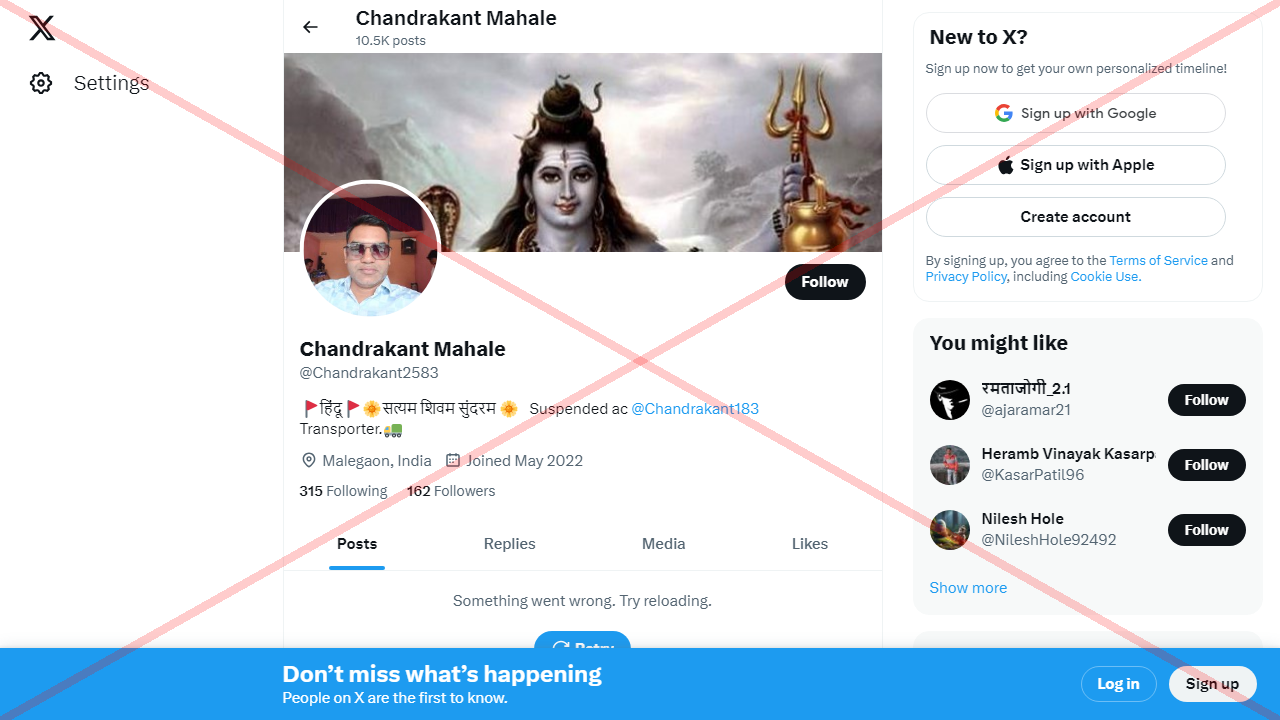 Settings
Chandrakant Mahale
10.5K posts
Follow
Chandrakant Mahale
@Chandrakant2583
🚩हिंदू🚩🌼सत्यम शिवम सुंदरम 🌼 Suspended ac @Chandrakant183
Transporter.🚛
Malegaon, India Joined May 2022
315 Following 162 Followers
Posts Replies Media Likes
Something went wrong. Try reloading.
Retry
New to X?
Sign up now to get your own personalized timeline!
Sign up with Google
Sign up with Apple
Create account
By signing up, you agree to the Terms of Service and
Privacy Policy, including Cookie Use.
You might like
रमताजोगी_2.1
@ajaramar21
Follow
Heramb Vinayak Kasarp
@KasarPatil96
Follow
Nilesh Hole
@NileshHole92492
Follow
Show more
Don’t miss what’s happening
People on X are the first to know.
Log in
Sign up